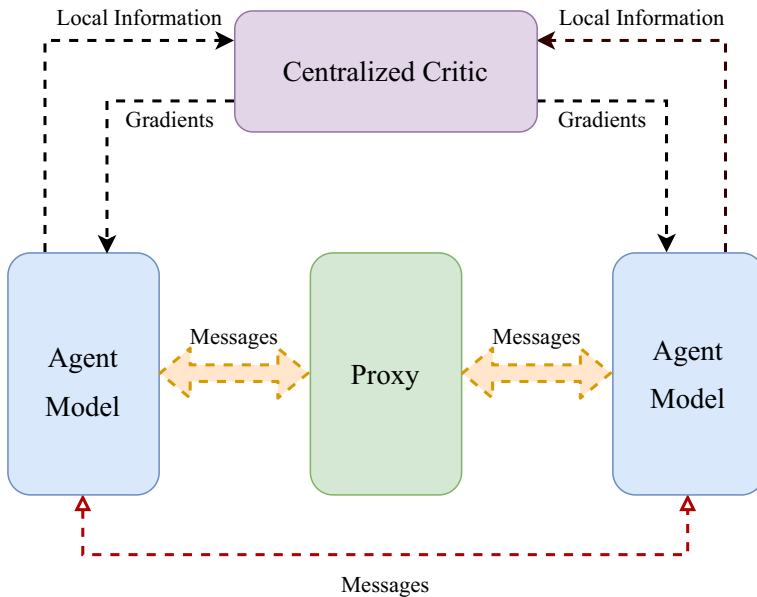 Local Information
Local Information
Centralized Critic
Gradients
Gradients
Agent
Model
Messages
Proxy
Messages
Agent
Model
Messages